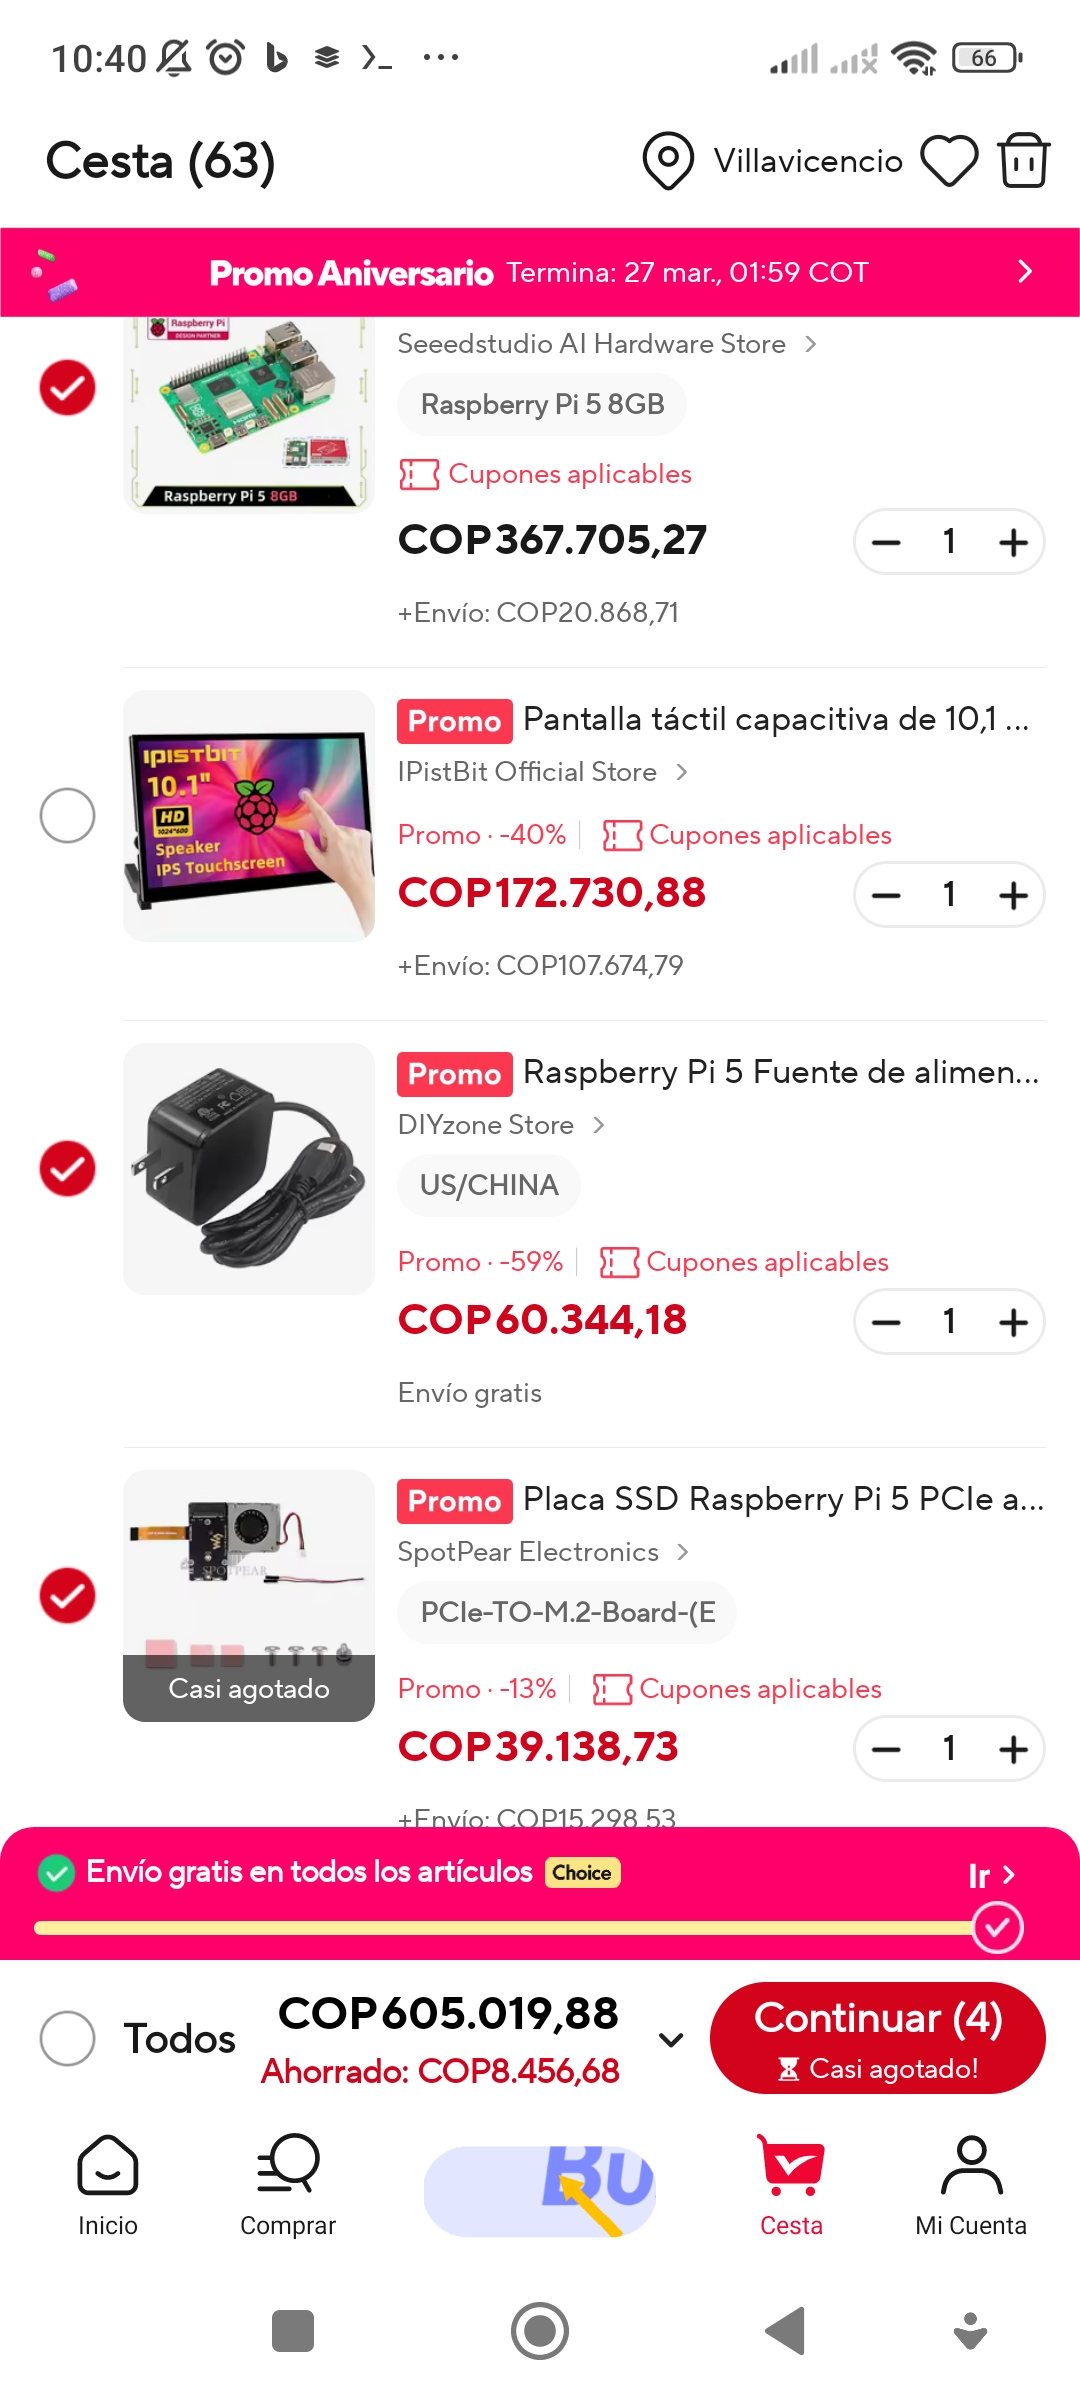 10:40
66
Cesta (63)
Villavicencio
Promo Aniversario Termina: 27 mar., 01:59 COT
Raspberry Pi
DESIGN PARTNER
Raspberry Pi 5 8GB
Seeedstudio AI Hardware Store
Raspberry Pi 5 8GB
Cupones aplicables
COP367.705,27
1
+Envío: COP20.868,71
IPISTBIT
10.1"
HD
1024*600
Speaker
IPS Touchscreen
Promo Pantalla táctil capacitiva de 10,1 ...
IPistBit Official Store
Promo · -40% Cupones aplicables
COP172.730,88
1
+Envío: COP107.674,79
Promo Raspberry Pi 5 Fuente de alimen...
DIYzone Store
US/CHINA
Promo · -59% Cupones aplicables
COP60.344,18
1
Envío gratis
SPOTPEAR
Casi agotado
Promo Placa SSD Raspberry Pi 5 PCIe a...
SpotPear Electronics
PCIe-TO-M.2-Board-(E
Promo · -13% Cupones aplicables
COP39.138,73
1
+Envío: COP15.298,53
Envío gratis en todos los artículos Choice
Ir
Todos
COP605.019,88
Ahorrado: COP8.456,68
Continuar (4)
Casi agotado!
Bu
Inicio
Comprar
Cesta
Mi Cuenta